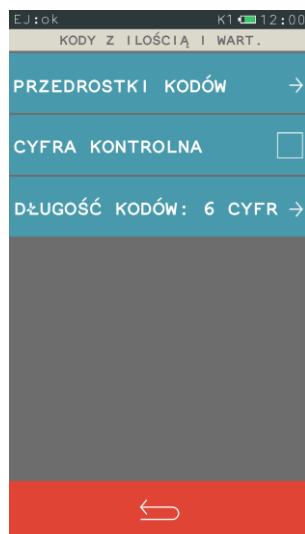 EJ:ok K1 12:00
KODY Z ILOŚCIĄ I WART.
PRZEDROSTKI KODÓW →
CYFRA KONTROLNA
DŁUGOŚĆ KODÓW: 6 CYFR →